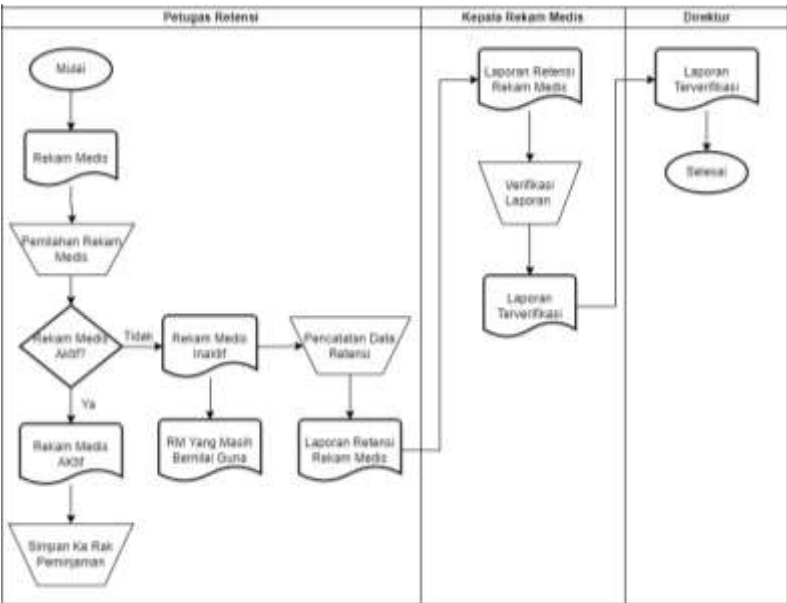 Petugas Retensi
Kepala Rekam Medis
Direktur
Mulai
Rekam Medis
Pemilahan Rekam
Medis
Rekam Medis
Aktif?
Tidak
Ya
Rekam Medis
Inaktif
Pencatatan Data
Retensi
Rekam Medis
Aktif
RM Yang Masih
Bernilai Guna
Laporan Retensi
Rekam Medis
Simpan Ke Rak
Peminjaman
Laporan Retensi
Rekam Medis
Verifikasi
Laporan
Laporan
Terverifikasi
Laporan
Terverifikasi
Selesai